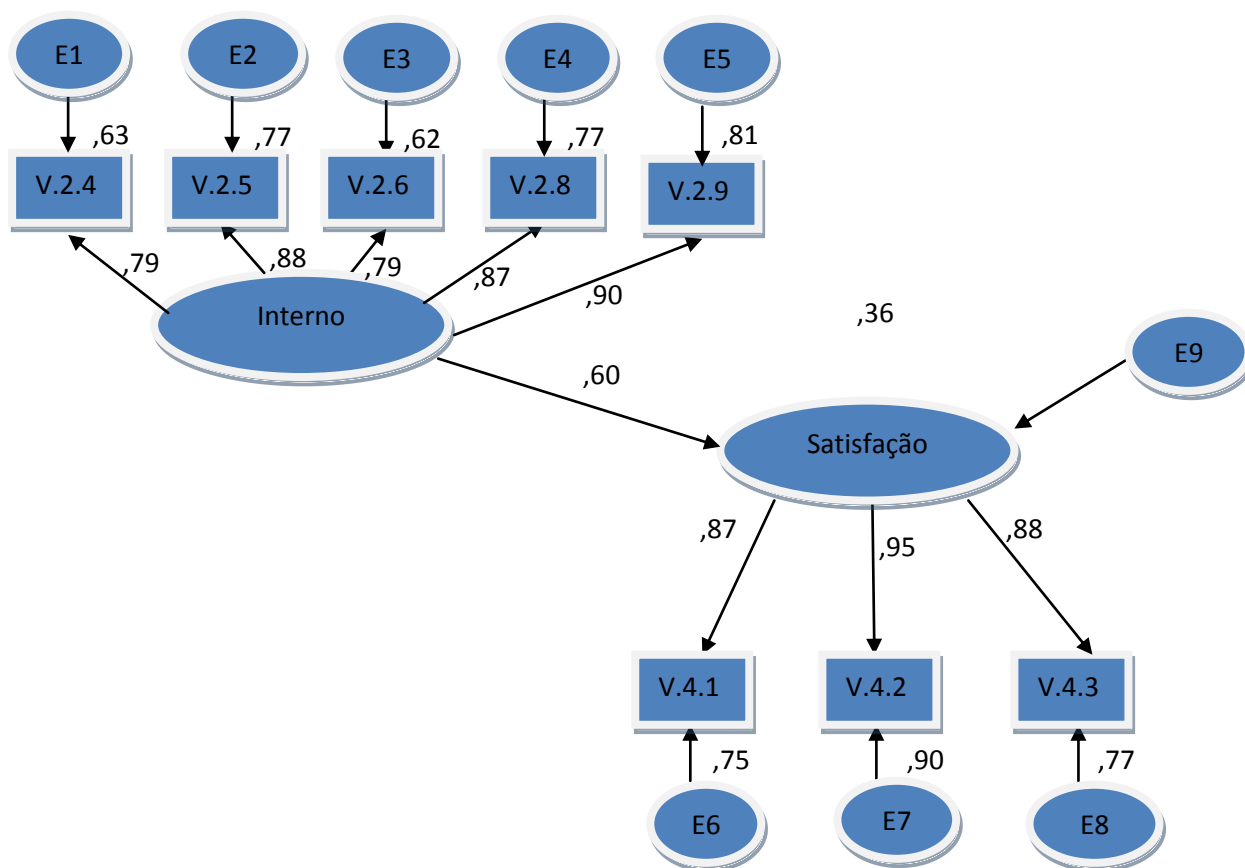 E1
E2
E3
E4
E5
,63
,77
,62
,77
,81
V.2.4
V.2.5
V.2.6
V.2.8
V.2.9
,79
,88
,79
,87
,90
Interno
,36
E9
,60
Satisfação
,87
,95
,88
V.4.1
V.4.2
V.4.3
,75
,90
,77
E6
E7
E8